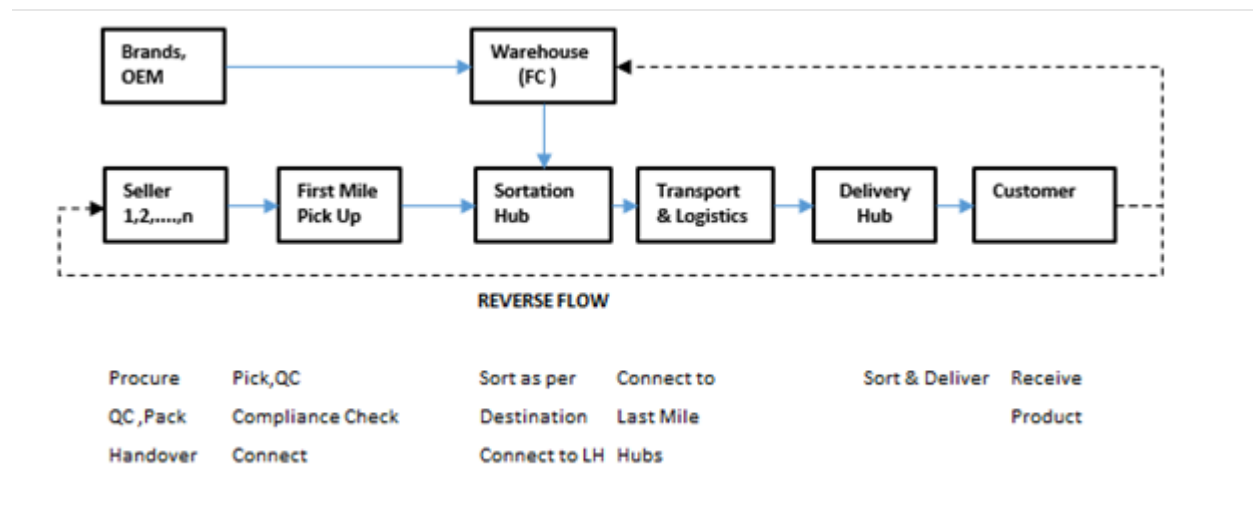 Brands,
OEM
Warehouse
(FC )
Seller
1,2,....,n
First Mile
Pick Up
Sortation
Hub
Transport
& Logistics
Delivery
Hub
Customer
REVERSE FLOW
Procure Pick,QC Sort as per Connect to Sort & Deliver Receive
QC ,Pack Compliance Check Destination Last Mile Product
Handover Connect Connect to LH Hubs